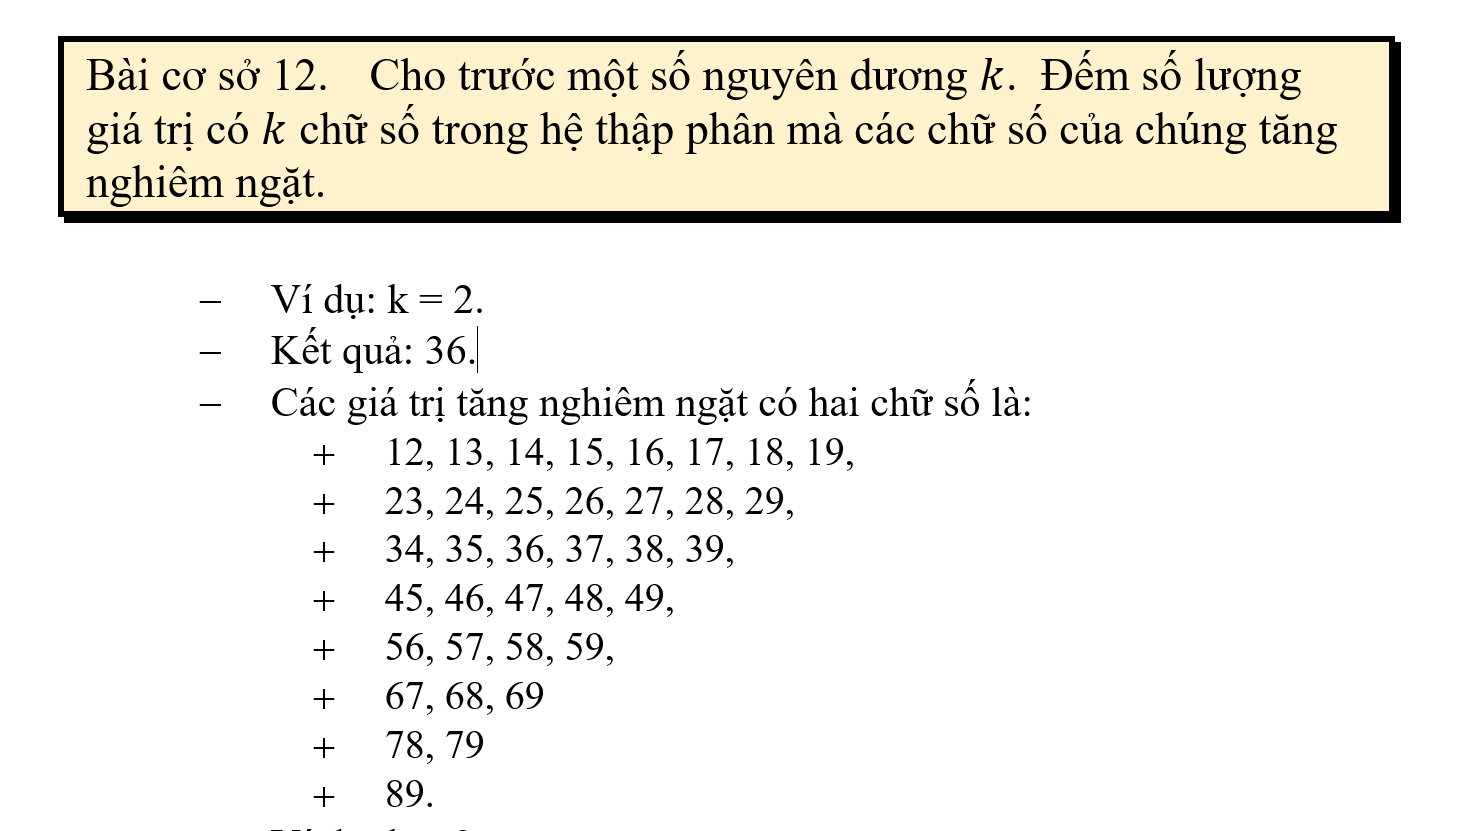 Bài cơ sở 12. Cho trước một số nguyên dương k. Đếm số lượng
giá trị có k chữ số trong hệ thập phân mà các chữ số của chúng tăng
nghiêm ngặt.
– Ví dụ: k = 2.
– Kết quả: 36.
– Các giá trị tăng nghiêm ngặt có hai chữ số là:
+ 12, 13, 14, 15, 16, 17, 18, 19,
+ 23, 24, 25, 26, 27, 28, 29,
+ 34, 35, 36, 37, 38, 39,
+ 45, 46, 47, 48, 49,
+ 56, 57, 58, 59,
+ 67, 68, 69
+ 78, 79
+ 89.